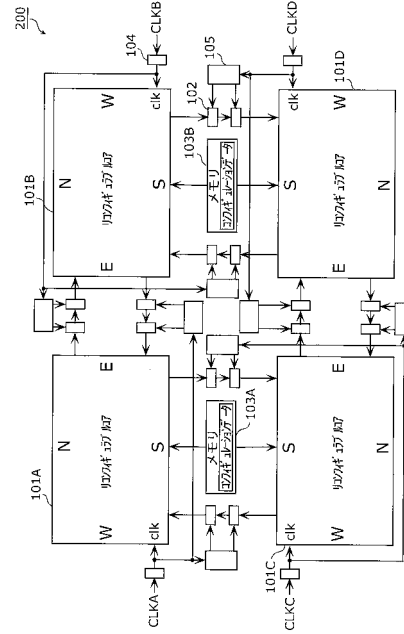 200
CLKB
104
105
CLKD
101B
W
clk
N
リコンフィギュラブルコア
S
E
102
103B
メモリ
コンフィギュレーションデータ
101D
W
clk
N
リコンフィギュラブルコア
S
E
101A
E
N
リコンフィギュラブルコア
S
W
clk
CLKA
メモリ
コンフィギュレーションデータ
103A
E
S
リコンフィギュラブルコア
N
W
clk
101C
CLKC